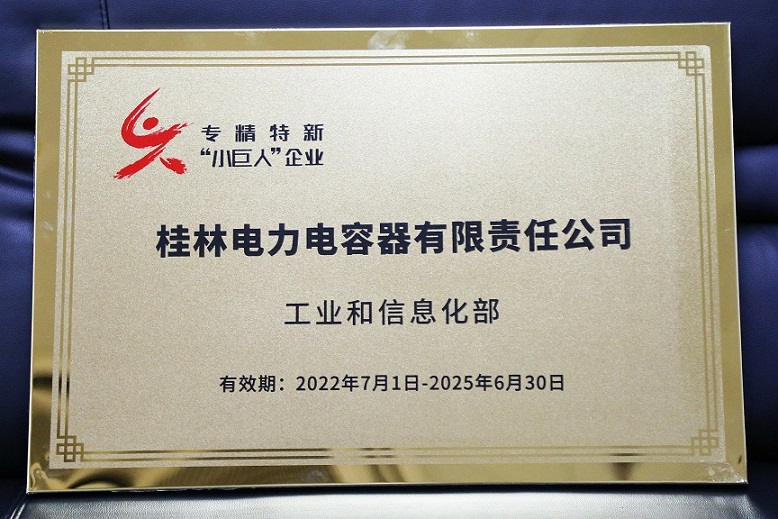 专精特新
“小巨人”企业
桂林电力电容器有限责任公司
工业和信息化部
有效期：2022年7月1日-2025年6月30日